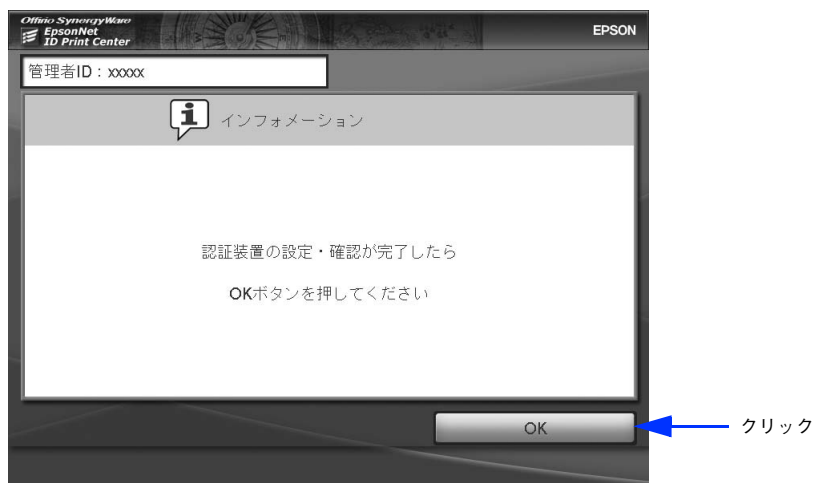 Offirio SynergyWare
EpsonNet
ID Print Center
EPSON
管理者ID：xxxxx
i インフォメーション
認証装置の設定・確認が完了したら
OKボタンを押してください
OK
クリック